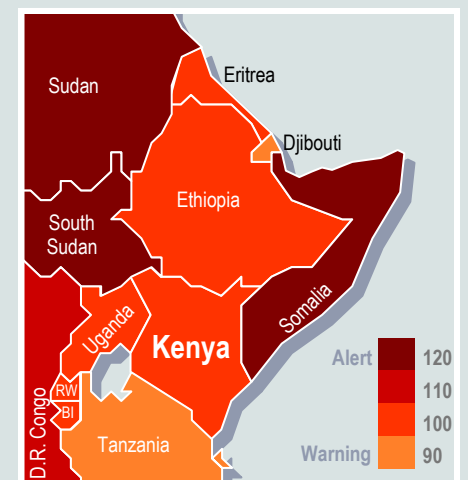 Sudan
Eritrea
Djibouti
Ethiopia
South
Sudan
Somalia
Uganda
Kenya
Alert
120
110
RW
BI
100
D.R. Congo
Tanzania
Warning
90